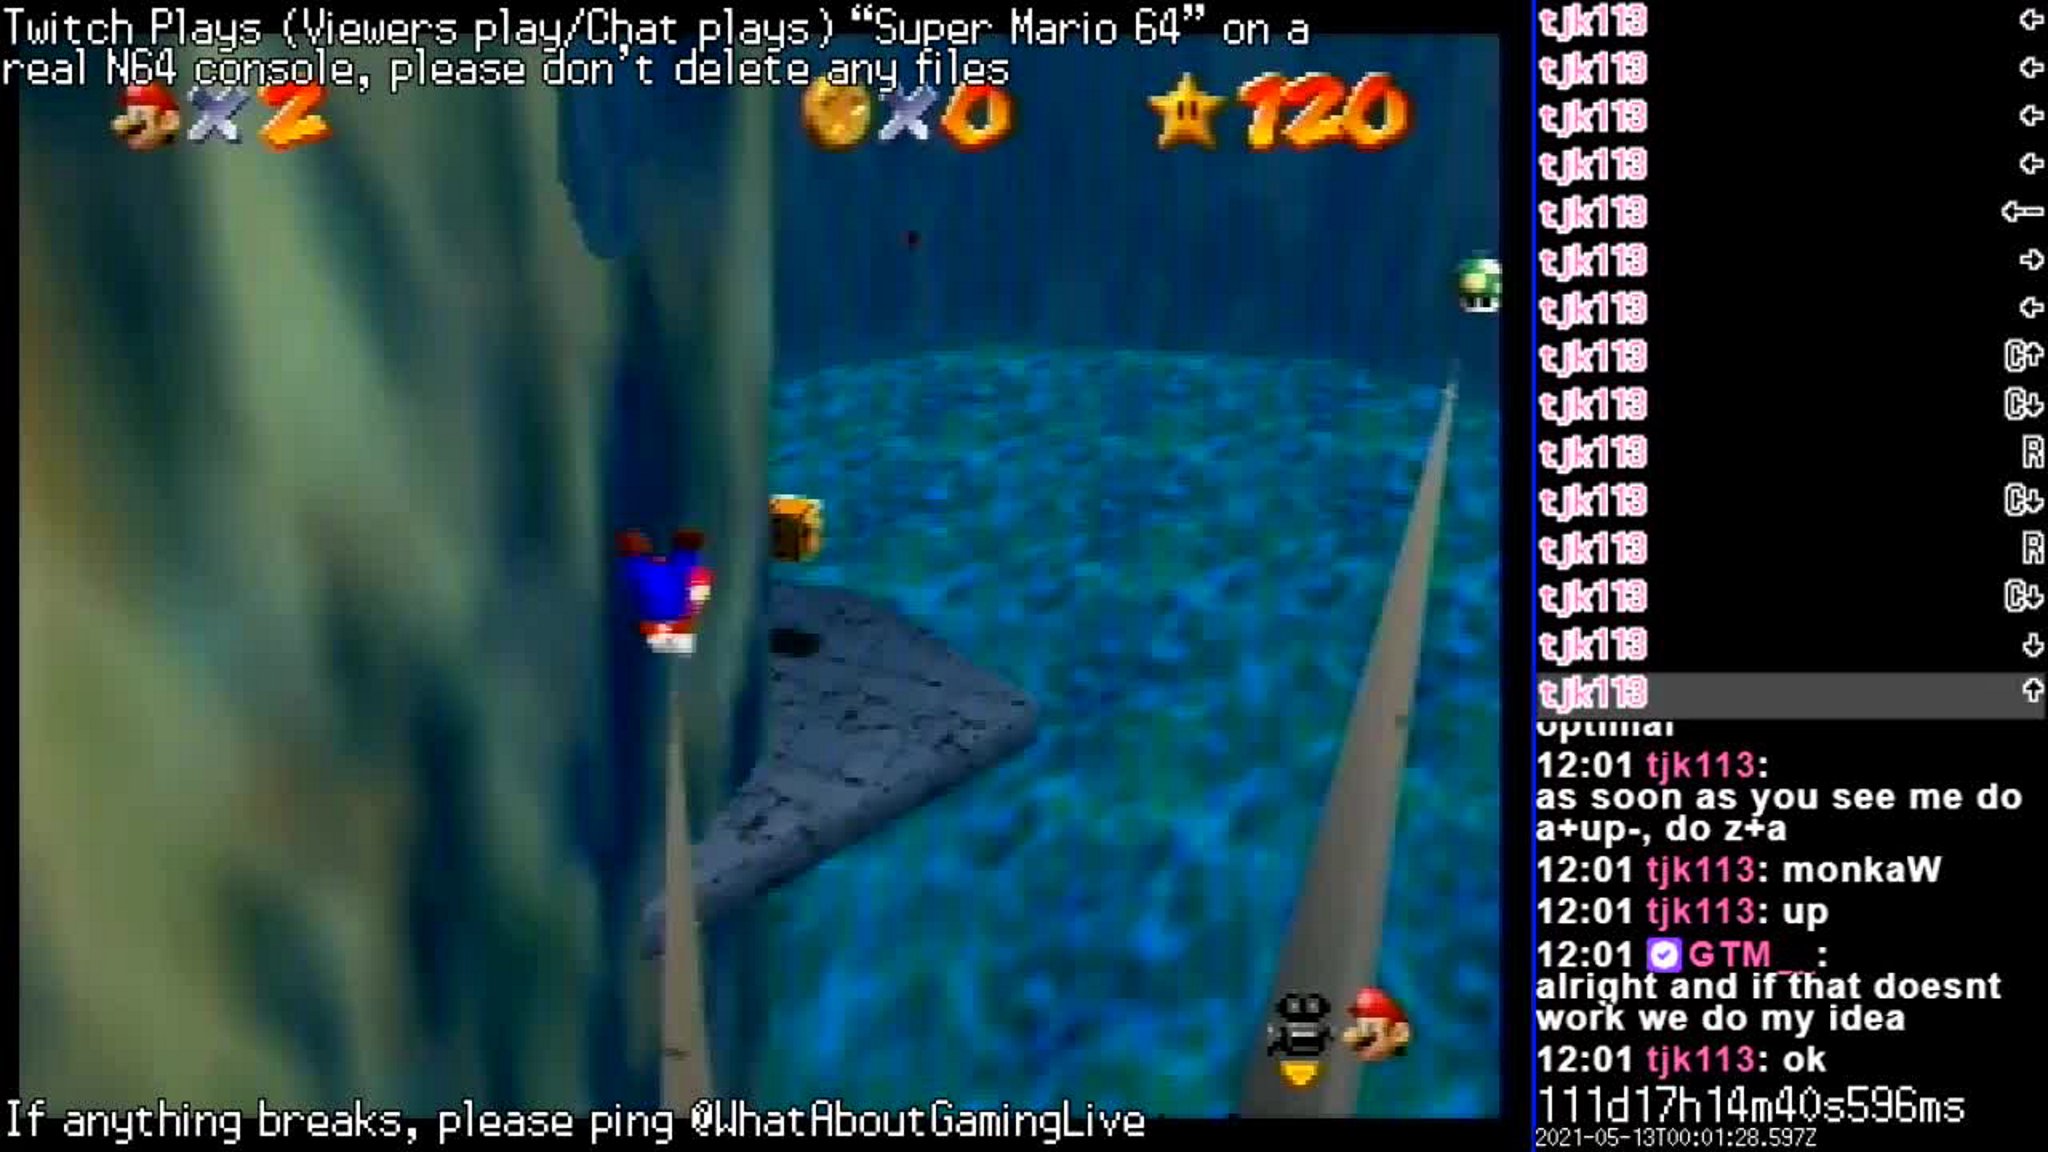 Twitch Plays (Viewers play/Chat plays) “Super Mario 64” on a
real N64 console, please don't delete any files
x 2
x 0
120
tjk113 ←
tjk113 ←
tjk113 ←
tjk113 ←
tjk113 ←
tjk113 →
tjk113 ←
tjk113 C↑
tjk113 C↓
tjk113 R
tjk113 C↓
tjk113 R
tjk113 C↓
tjk113 ↓
tjk113 ↑
optimal
12:01 tjk113:
as soon as you see me do
a+up-, do z+a
12:01 tjk113: monkaW
12:01 tjk113: up
12:01 GTM__:
alright and if that doesnt
work we do my idea
12:01 tjk113: ok
111d17h14m40s596ms
2021-05-13T00:01:28.597Z
If anything breaks, please ping @WhatAboutGamingLive